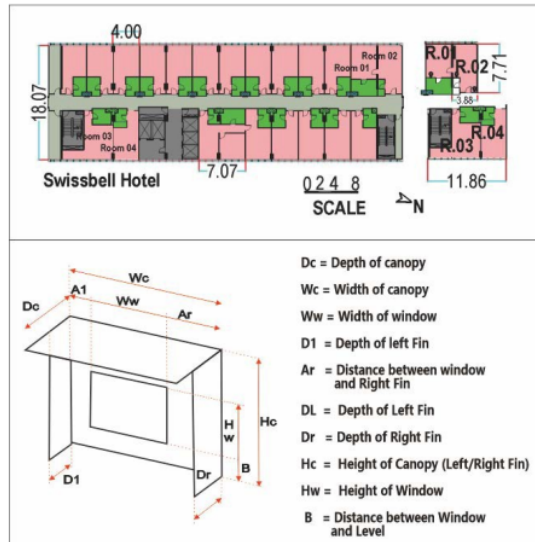 4.00
Room 02
Room 01
18.07
Room 03
Room 04
7.07
Swissbell Hotel
0 2 4 8
SCALE
N
R.01
R.02
7.71
3.88
R.03
R.04
11.86
Wc
Dc
A1
Ww
Ar
H
w
Hc
B
D1
Dr
Dc = Depth of canopy
Wc = Width of canopy
Ww = Width of window
D1 = Depth of left Fin
Ar = Distance between window
and Right Fin
DL = Depth of Left Fin
Dr = Depth of Right Fin
Hc = Height of Canopy (Left/Right Fin)
Hw = Height of Window
B = Distance between Window
and Level